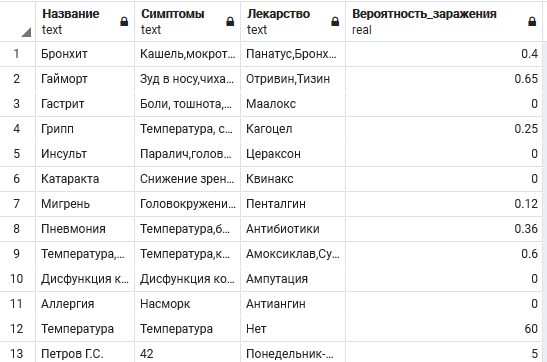 Название Симптомы Лекарство Вероятность_заражения
text text text real
1 Бронхит Кашель,мокрот... Панатус,Бронх... 0.4
2 Гайморт Зуд в носу,чиха... Отривин,Тизин 0.65
3 Гастрит Боли, тошнота,... Маалокс 0
4 Грипп Температура, с... Кагоцел 0.25
5 Инсульт Паралич,голов... Цераксон 0
6 Катаракта Снижение зрен... Квинакс 0
7 Мигрень Головокружени... Пенталгин 0.12
8 Пневмония Температура,б... Антибиотики 0.36
9 Температура,... Температура,к... Амоксиклав,Су... 0.6
10 Дисфункция к... Дисфункция ко... Ампутация 0
11 Аллергия Насморк Антиангин 0
12 Температура Температура Нет 60
13 Петров Г.С. 42 Понедельник-... 5